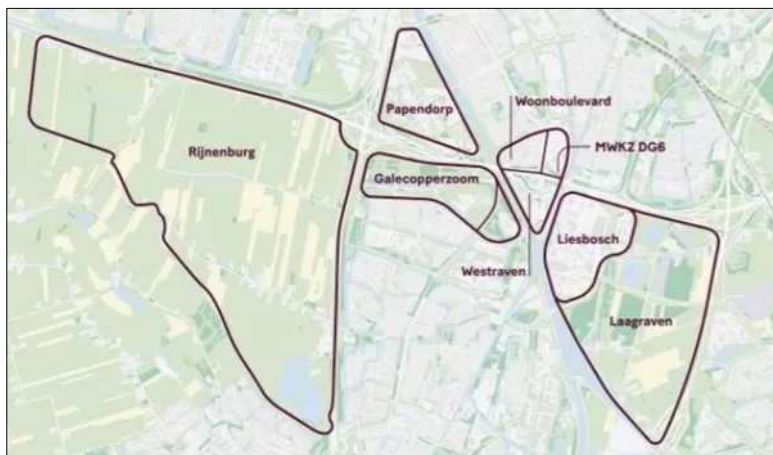 Woonboulevard
Papendorp
MWKZ DG6
Rijnenburg
Galecopperzoom
Liesbosch
Westraven
Laagraven